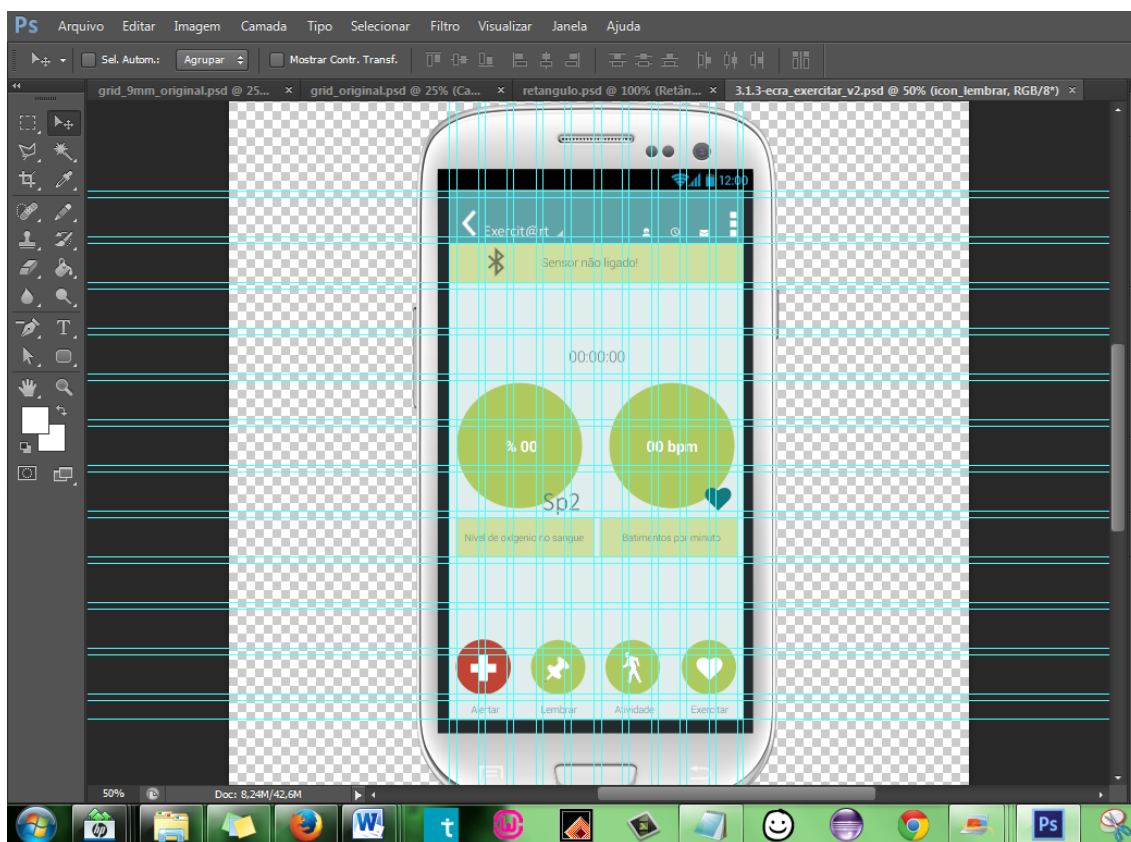 Ps Arquivo Editar Imagem Camada Tipo Selecionar Filtro Visualizar Janela Ajuda
Sel. Autom.: Agrupar Mostrar Contr. Transf.
grid_9mm_original.psd @ 25... × grid_original.psd @ 25% (Ca... × retangulo.psd @ 100% (Retân... × 3.1.3-ecra_exercitar_v2.psd @ 50% (icon_lembrar, RGB/8*) ×
12:00
Exercit@rt
Sensor não ligado!
00:00:00
% 00 00 bpm
Sp2
Nível de oxigenio no sangue Batimentos por minuto
Alertar Lembrar Atividade Exercitar
50% Doc: 8,24M/42,6M
hp W t Ps